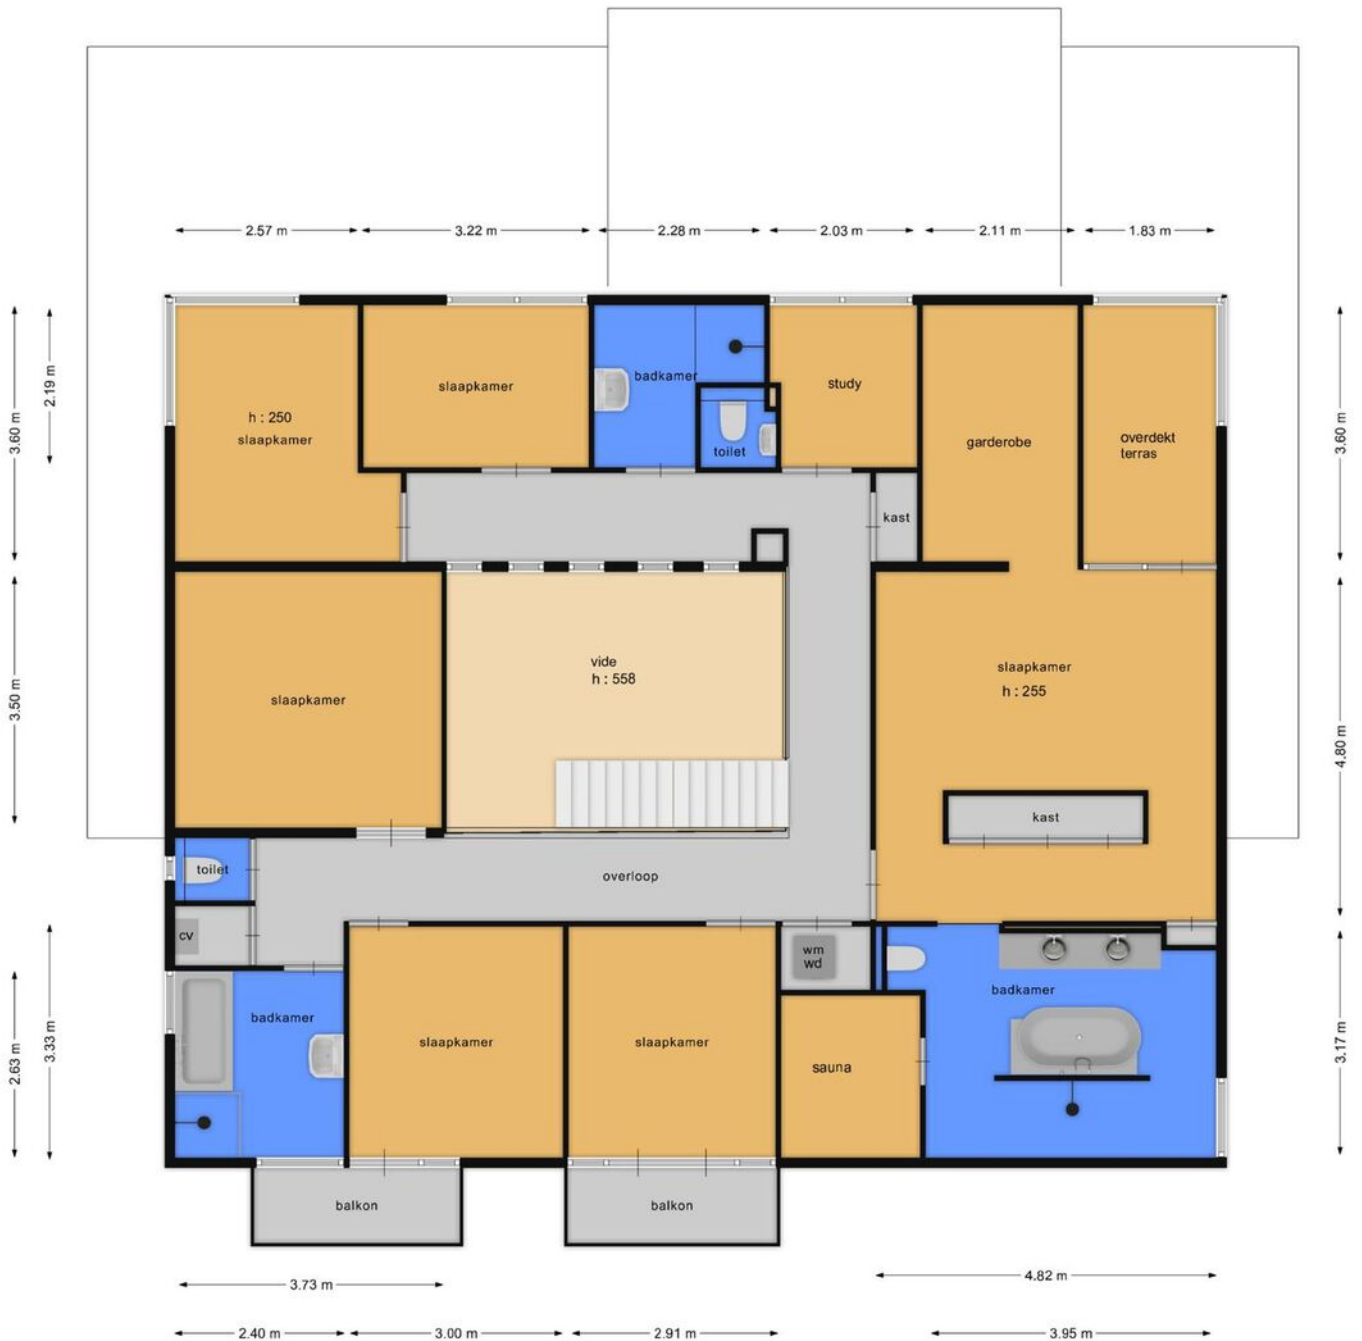 2.57 m
3.22 m
2.28 m
2.03 m
2.11 m
1.83 m
3.60 m
2.19 m
3.60 m
h : 250
slaapkamer
slaapkamer
badkamer
toilet
study
garderobe
overdekt
terras
kast
3.50 m
slaapkamer
vide
h : 558
slaapkamer
h : 255
4.80 m
kast
toilet
overloop
cv
wm
wd
badkamer
badkamer
slaapkamer
slaapkamer
sauna
2.63 m
3.33 m
3.17 m
balkon
balkon
3.73 m
4.82 m
2.40 m
3.00 m
2.91 m
3.95 m